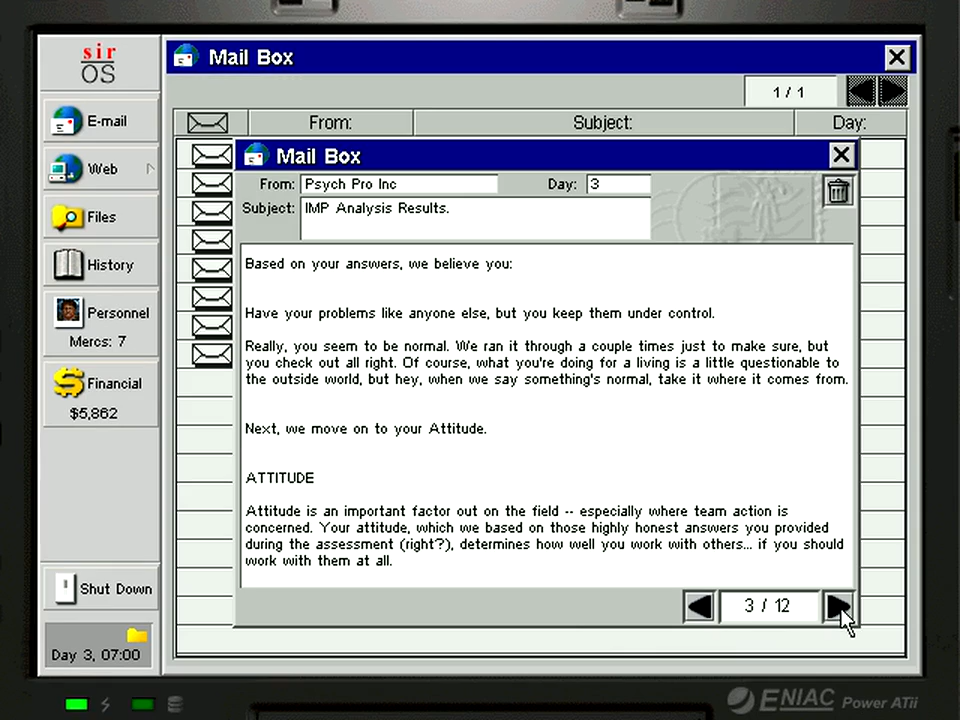 sir
OS
Mail Box
1 / 1
E-mail
From:
Subject:
Day:
Web
Mail Box
From:
Psych Pro Inc
Day:
3
Subject:
IMP Analysis Results.
Files
History
Personnel
Mercs: 7
Financial
$5,862
Based on your answers, we believe you:
Have your problems like anyone else, but you keep them under control.
Really, you seem to be normal. We ran it through a couple times just to make sure, but
you check out all right. Of course, what you're doing for a living is a little questionable to
the outside world, but hey, when we say something's normal, take it where it comes from.
Next, we move on to your Attitude.
ATTITUDE
Attitude is an important factor out on the field -- especially where team action is
concerned. Your attitude, which we based on those highly honest answers you provided
during the assessment (right?), determines how well you work with others... if you should
work with them at all.
Shut Down
3 / 12
Day 3, 07:00
ENIAC Power ATii